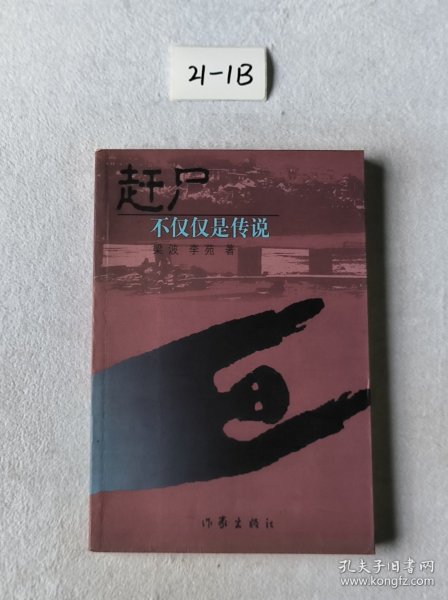 21-1B
赶尸
不仅仅是传说
梁波 李苑 著
作家出版社
孔夫子旧书网
www.kongfz.com